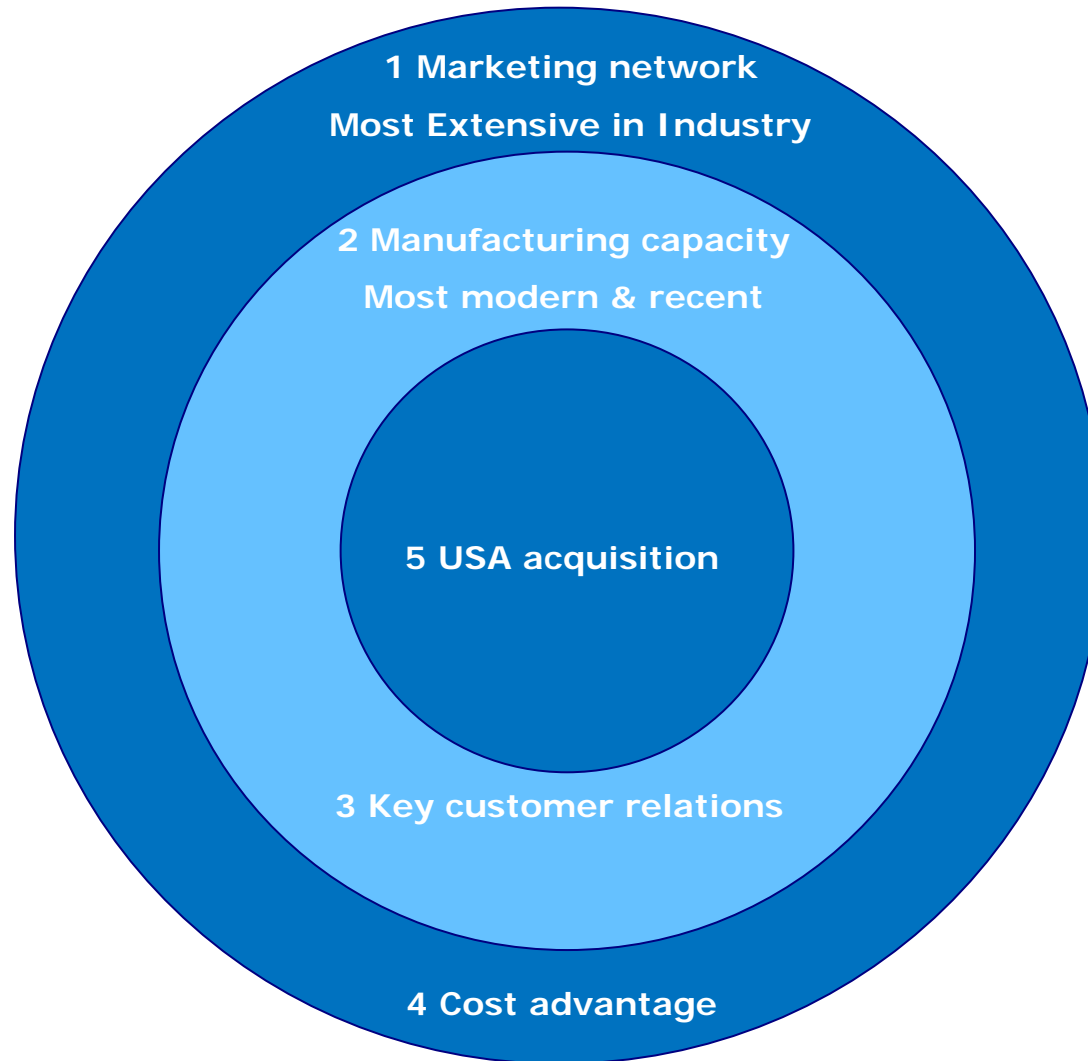 1 Marketing network
Most Extensive in Industry
2 Manufacturing capacity
Most modern & recent
5 USA acquisition
3 Key customer relations
4 Cost advantage